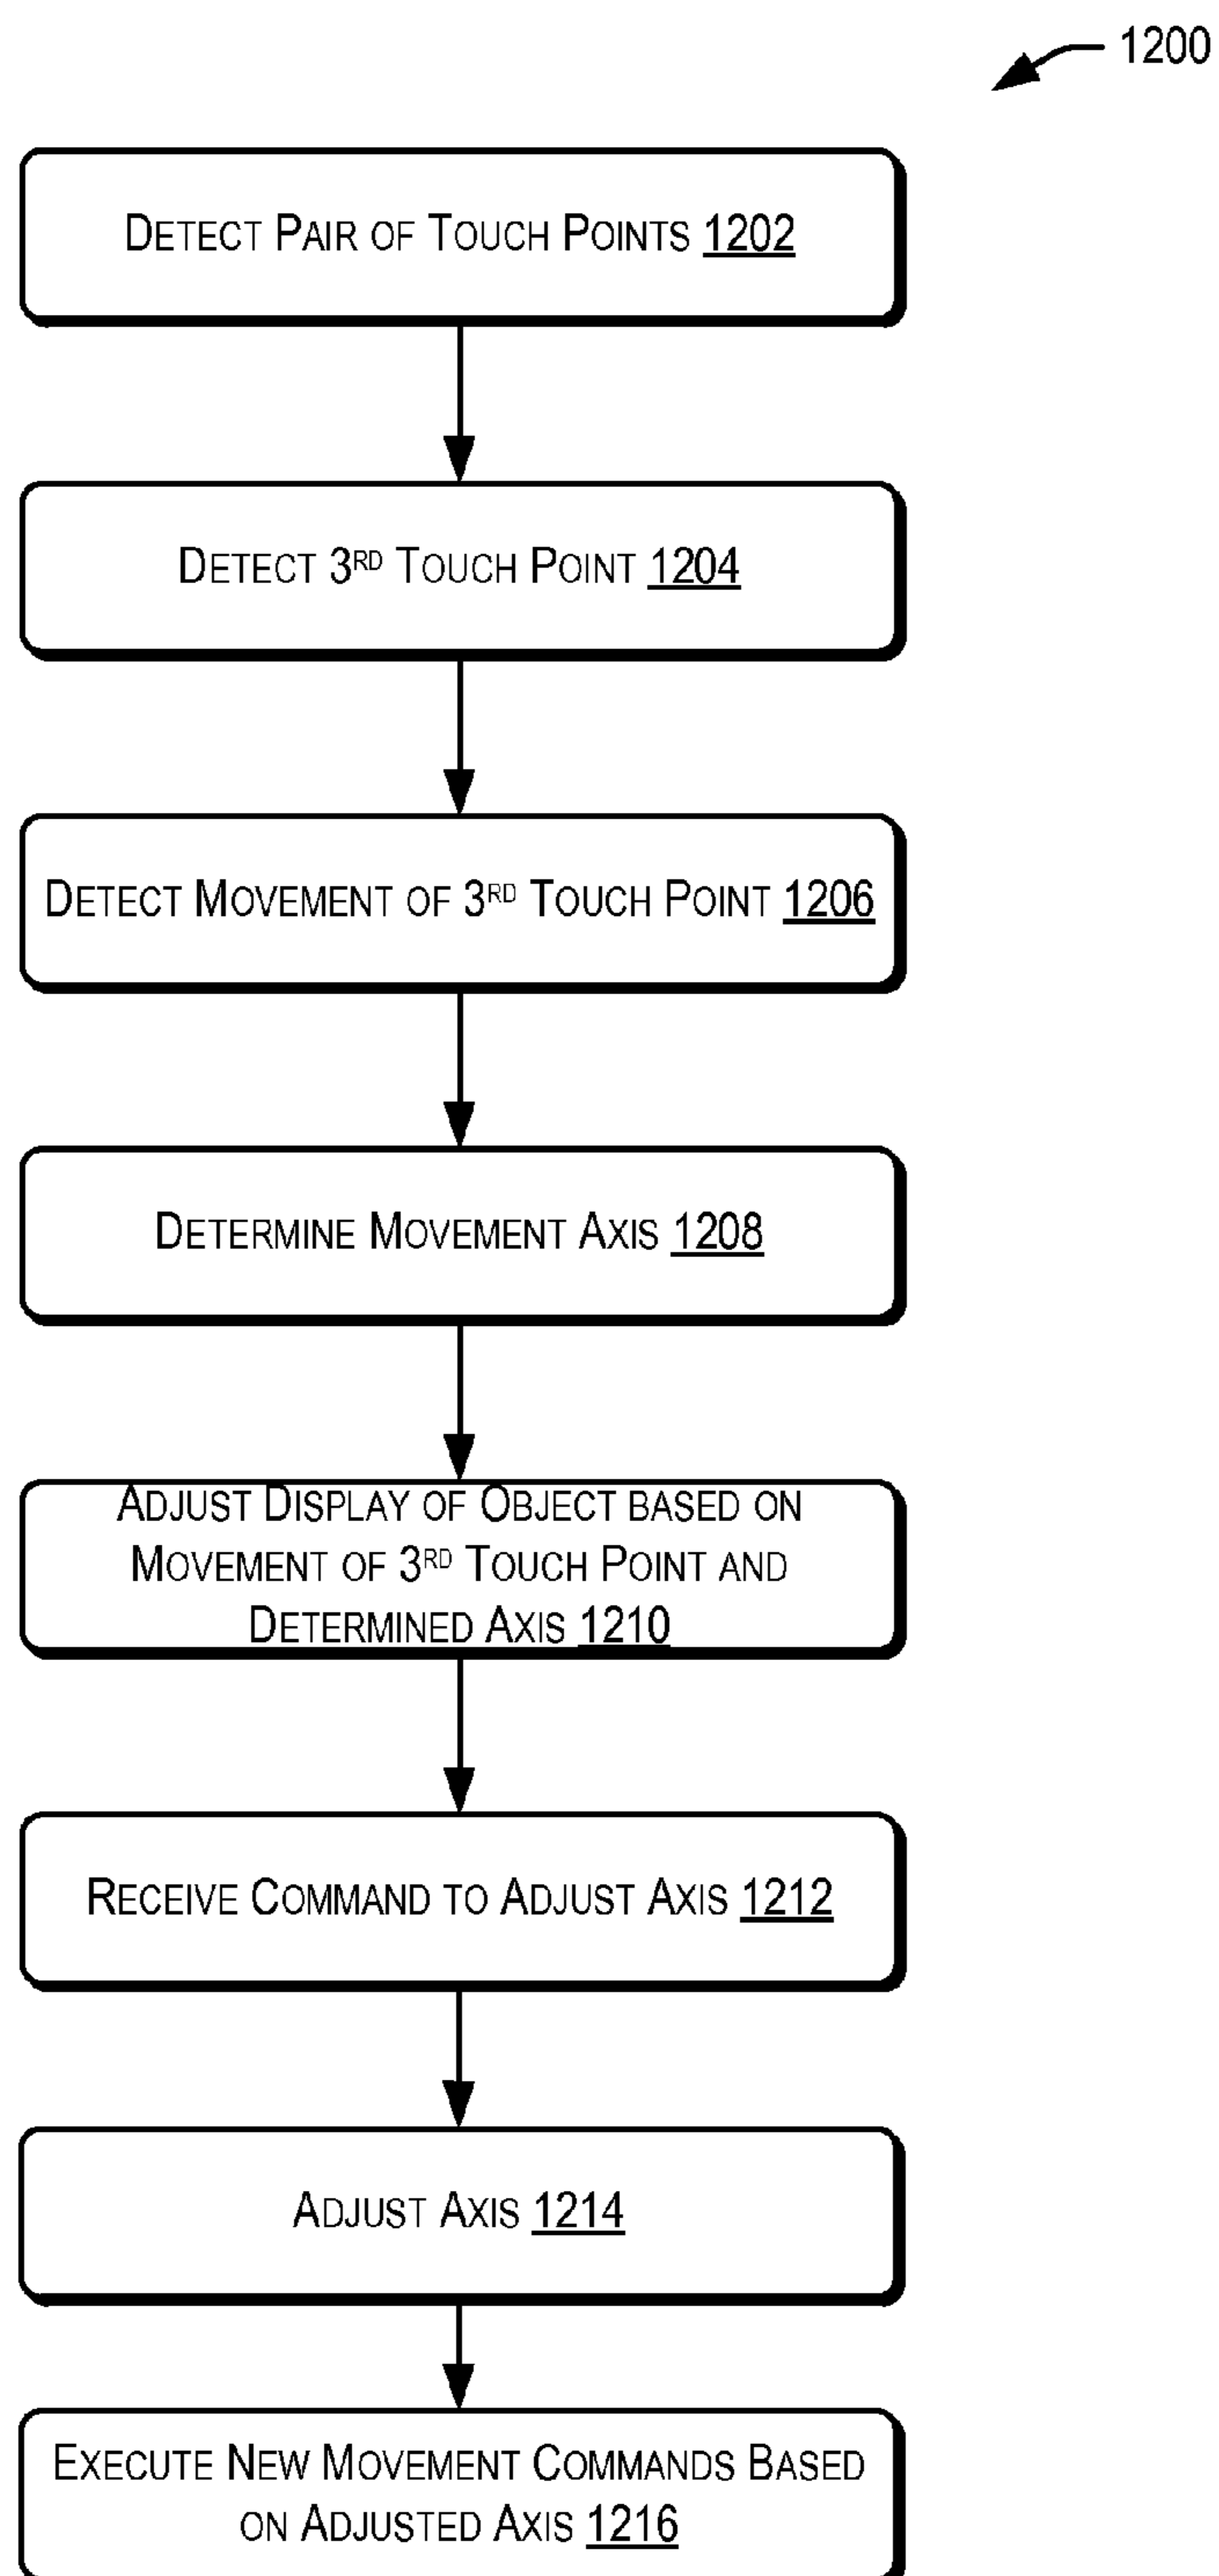 1200
DETECT PAIR OF TOUCH POINTS 1202
DETECT 3RD TOUCH POINT 1204
DETECT MOVEMENT OF 3RD TOUCH POINT 1206
DETERMINE MOVEMENT AXIS 1208
ADJUST DISPLAY OF OBJECT BASED ON
MOVEMENT OF 3RD TOUCH POINT AND
DETERMINED AXIS 1210
RECEIVE COMMAND TO ADJUST AXIS 1212
ADJUST AXIS 1214
EXECUTE NEW MOVEMENT COMMANDS BASED
ON ADJUSTED AXIS 1216